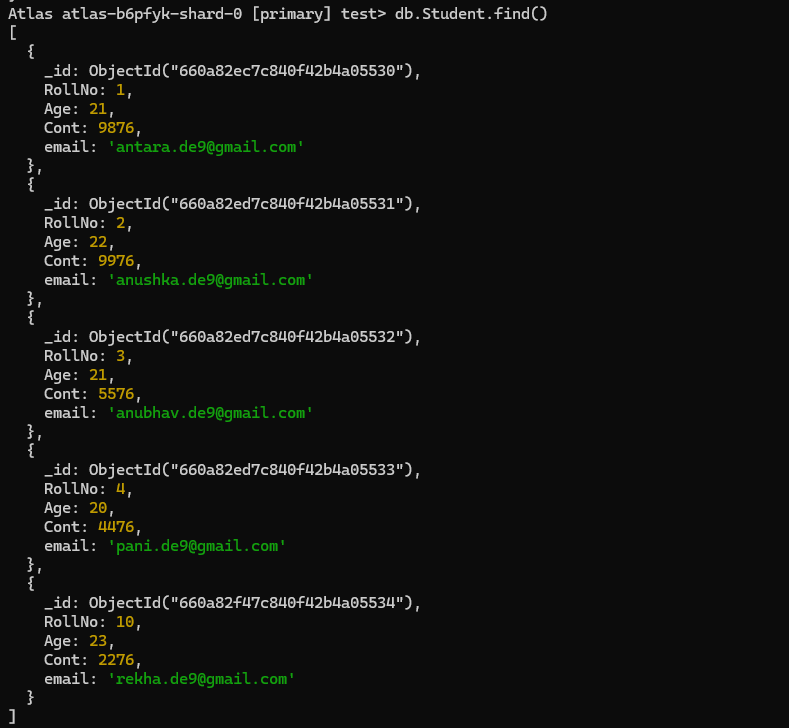 Atlas atlas-b6pfyk-shard-0 [primary] test> db.Student.find()
[
  {
    _id: ObjectId("660a82ec7c840f42b4a05530"),
    RollNo: 1,
    Age: 21,
    Cont: 9876,
    email: 'antara.de9@gmail.com'
  },
  {
    _id: ObjectId("660a82ed7c840f42b4a05531"),
    RollNo: 2,
    Age: 22,
    Cont: 9976,
    email: 'anushka.de9@gmail.com'
  },
  {
    _id: ObjectId("660a82ed7c840f42b4a05532"),
    RollNo: 3,
    Age: 21,
    Cont: 5576,
    email: 'anubhav.de9@gmail.com'
  },
  {
    _id: ObjectId("660a82ed7c840f42b4a05533"),
    RollNo: 4,
    Age: 20,
    Cont: 4476,
    email: 'pani.de9@gmail.com'
  },
  {
    _id: ObjectId("660a82f47c840f42b4a05534"),
    RollNo: 10,
    Age: 23,
    Cont: 2276,
    email: 'rekha.de9@gmail.com'
  }
]